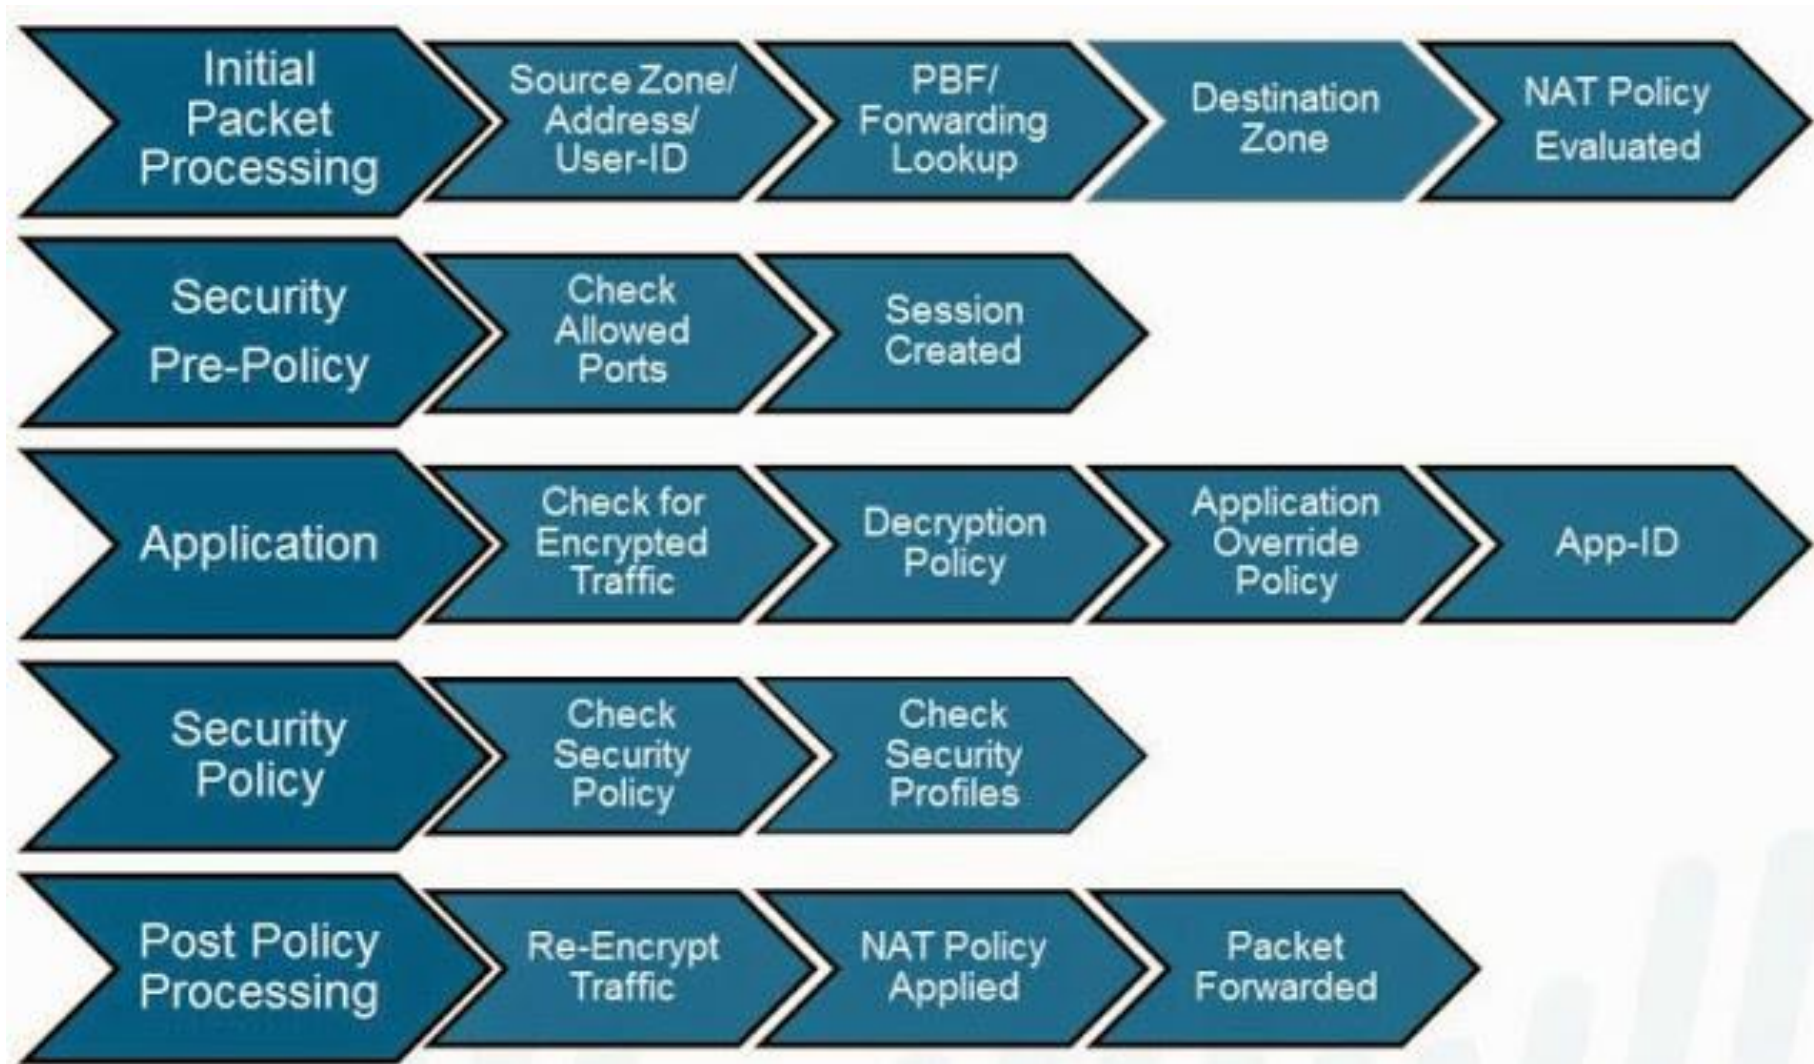 Initial
Packet
Processing
Source Zone/
Address/
User-ID
PBF/
Forwarding
Lookup
Destination
Zone
NAT Policy
Evaluated
Security
Pre-Policy
Check
Allowed
Ports
Session
Created
Application
Check for
Encrypted
Traffic
Decryption
Policy
Application
Override
Policy
App-ID
Security
Policy
Check
Security
Policy
Check
Security
Profiles
Post Policy
Processing
Re-Encrypt
Traffic
NAT Policy
Applied
Packet
Forwarded